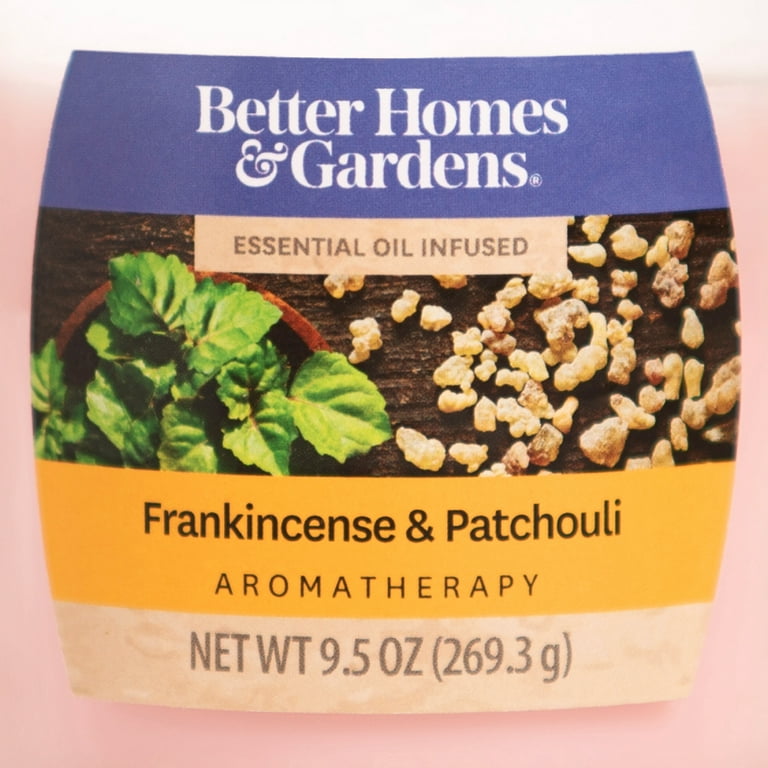 Better Homes
& Gardens®
ESSENTIAL OIL INFUSED
Frankincense & Patchouli
AROMATHERAPY
NET WT 9.5 OZ (269.3 g)